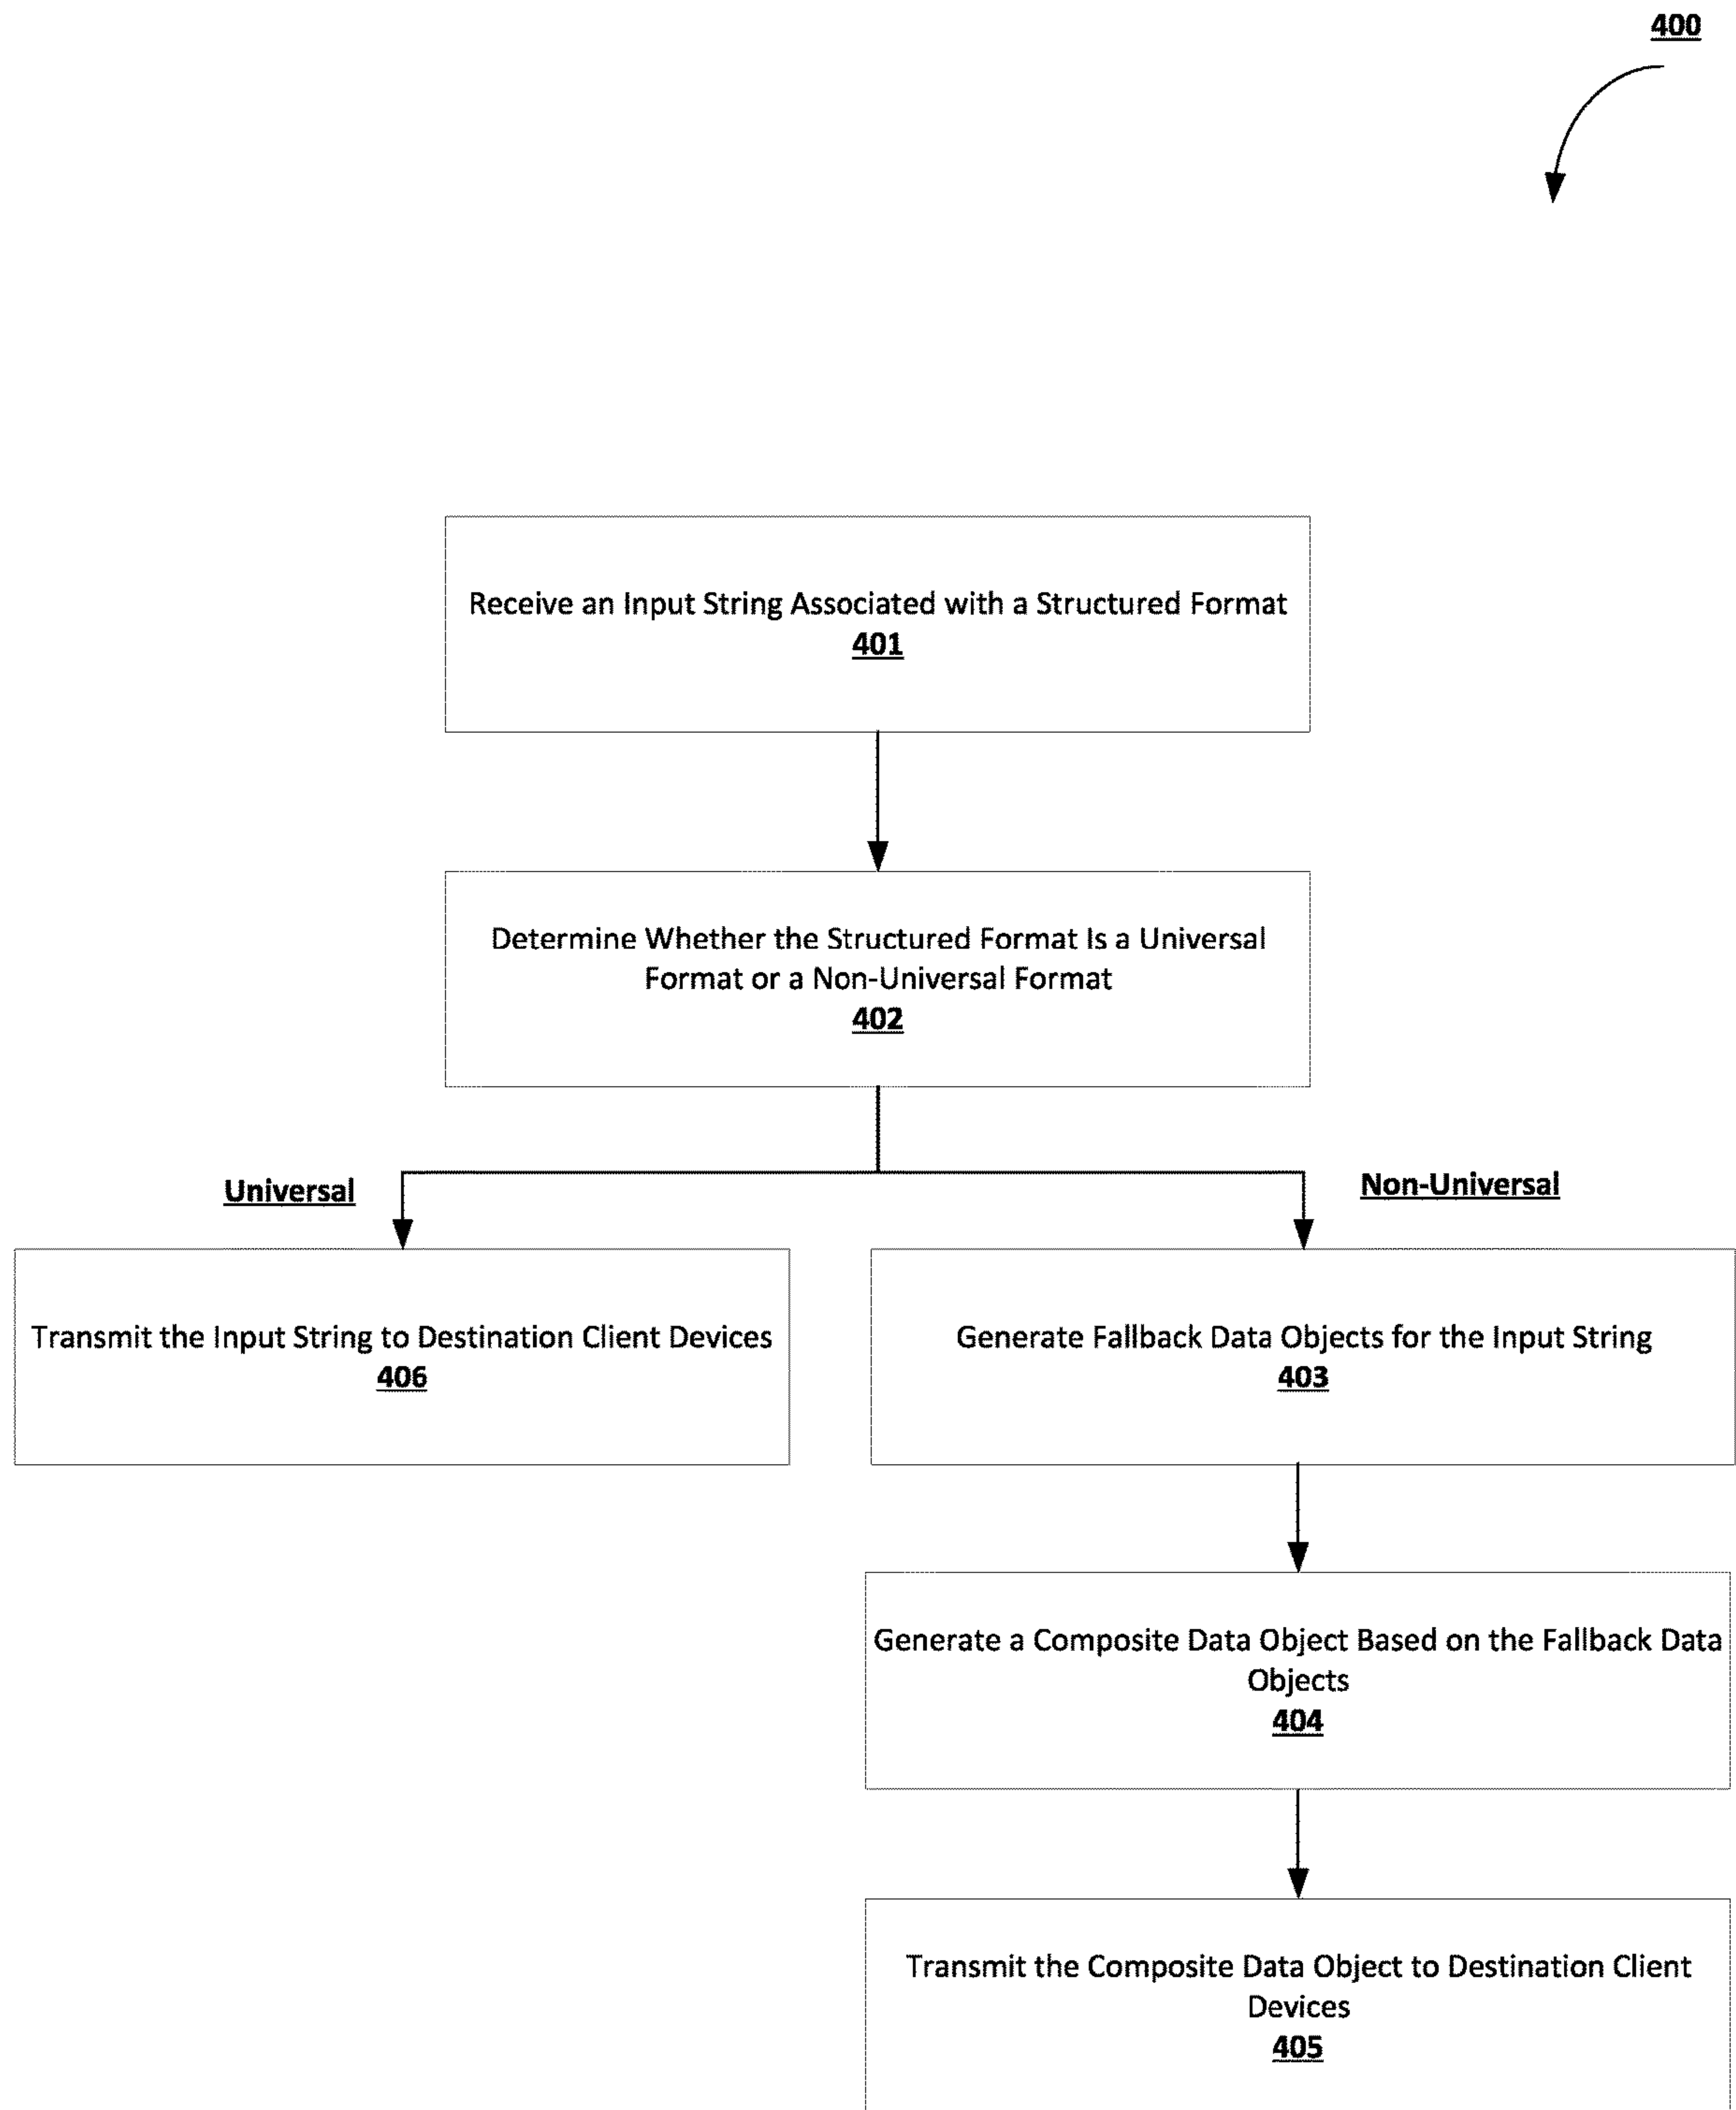 400
Receive an Input String Associated with a Structured Format
401
Determine Whether the Structured Format Is a Universal
Format or a Non-Universal Format
402
Universal
Non-Universal
Transmit the Input String to Destination Client Devices
406
Generate Fallback Data Objects for the Input String
403
Generate a Composite Data Object Based on the Fallback Data
Objects
404
Transmit the Composite Data Object to Destination Client
Devices
405